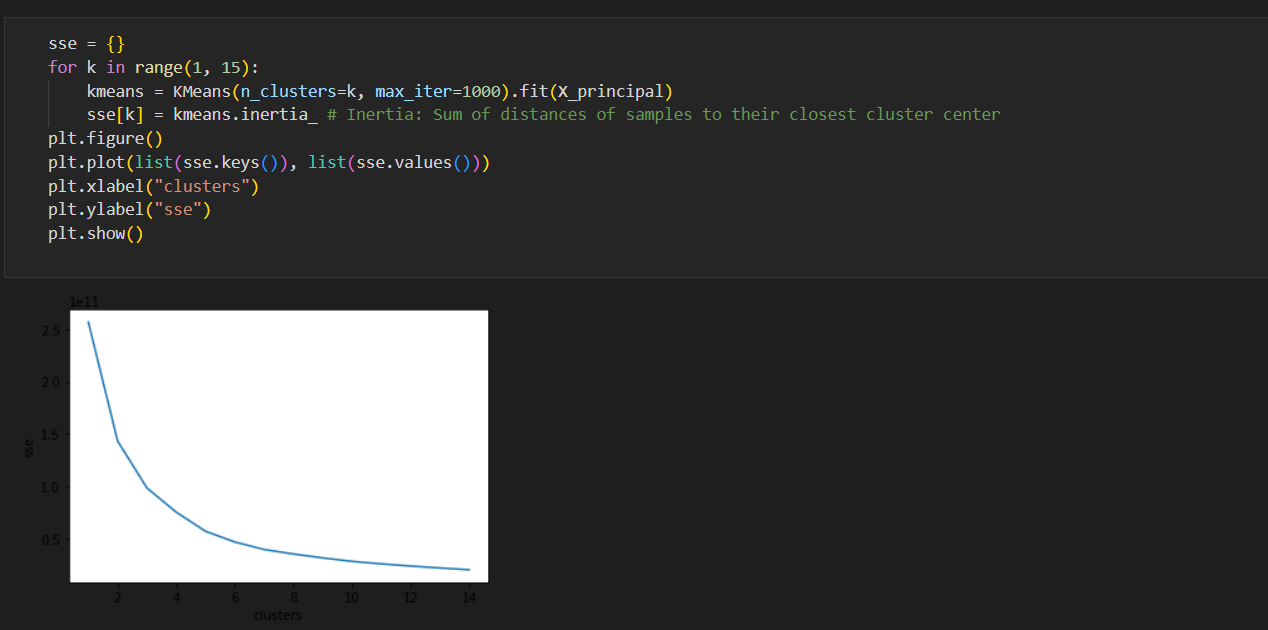 sse = {}
for k in range(1, 15):
    kmeans = KMeans(n_clusters=k, max_iter=1000).fit(X_principal)
    sse[k] = kmeans.inertia_ # Inertia: Sum of distances of samples to their closest cluster center
plt.figure()
plt.plot(list(sse.keys()), list(sse.values()))
plt.xlabel("clusters")
plt.ylabel("sse")
plt.show()
1e11
2.5
2.0
1.5
1.0
0.5
sse
2 4 6 8 10 12 14
clusters